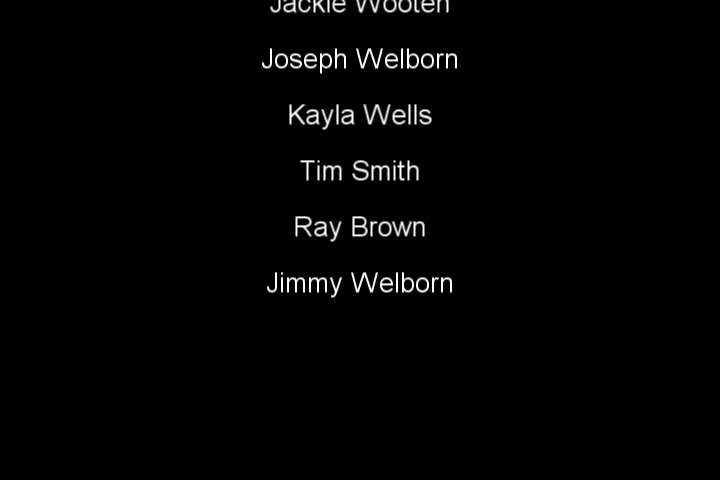 Jackie Wooten
Joseph Welborn
Kayla Wells
Tim Smith
Ray Brown
Jimmy Welborn